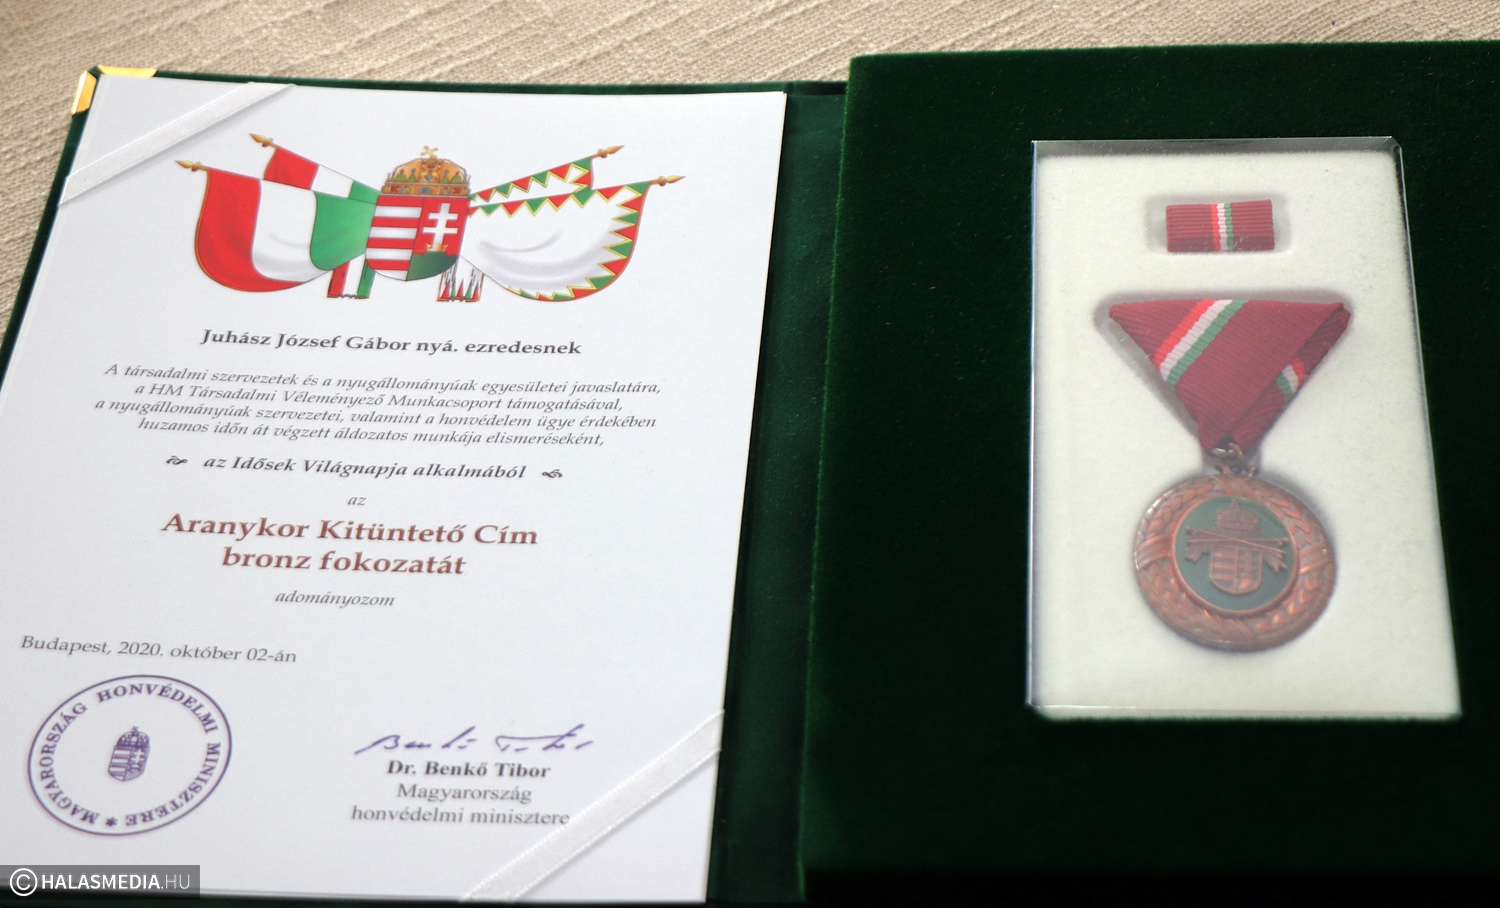 Juhász József Gábor nyá. ezredesnek
A társadalmi szervezetek és a nyugállományúak egyesületei javaslatára,
a HM Társadalmi Véleményező Munkacsoport támogatásával,
a nyugállományúak szervezetei, valamint a honvédelem ügye érdekében
huzamos időn át végzett áldozatos munkája elismeréseként,
az Idősek Világnapja alkalmából
az
Aranykor Kitüntető Cím
bronz fokozatát
adományozom
Budapest, 2020. október 02-án
MAGYARORSZÁG HONVÉDELMI MINISZTERE *
Benkő Tibor
Dr. Benkő Tibor
Magyarország
honvédelmi minisztere
© HALASMEDIA.HU